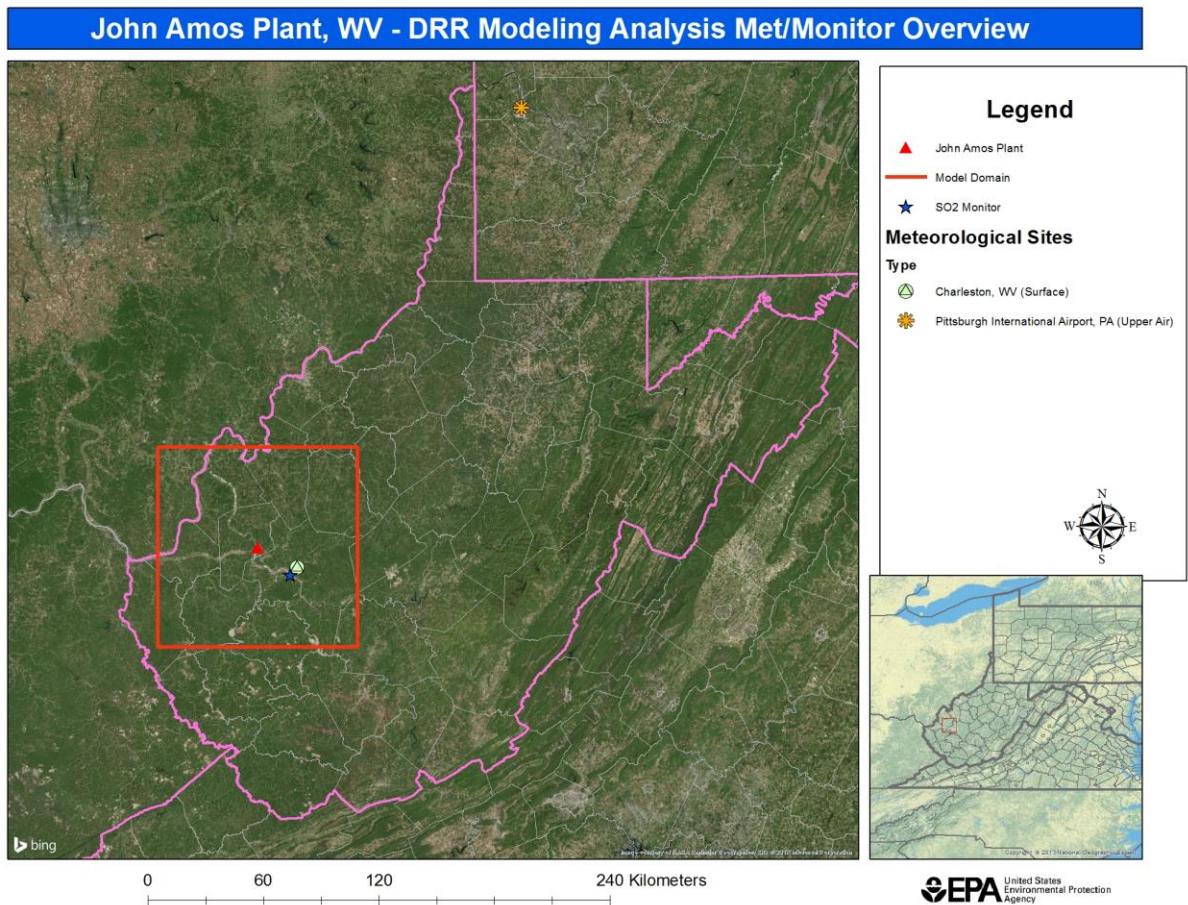 John Amos Plant, WV - DRR Modeling Analysis Met/Monitor Overview
Legend
John Amos Plant
Model Domain
SO2 Monitor
Meteorological Sites
Type
Charleston, WV (Surface)
Pittsburgh International Airport, PA (Upper Air)
N
W E
S
bing
0 60 120 240 Kilometers
EPA
United States
Environmental Protection
Agency